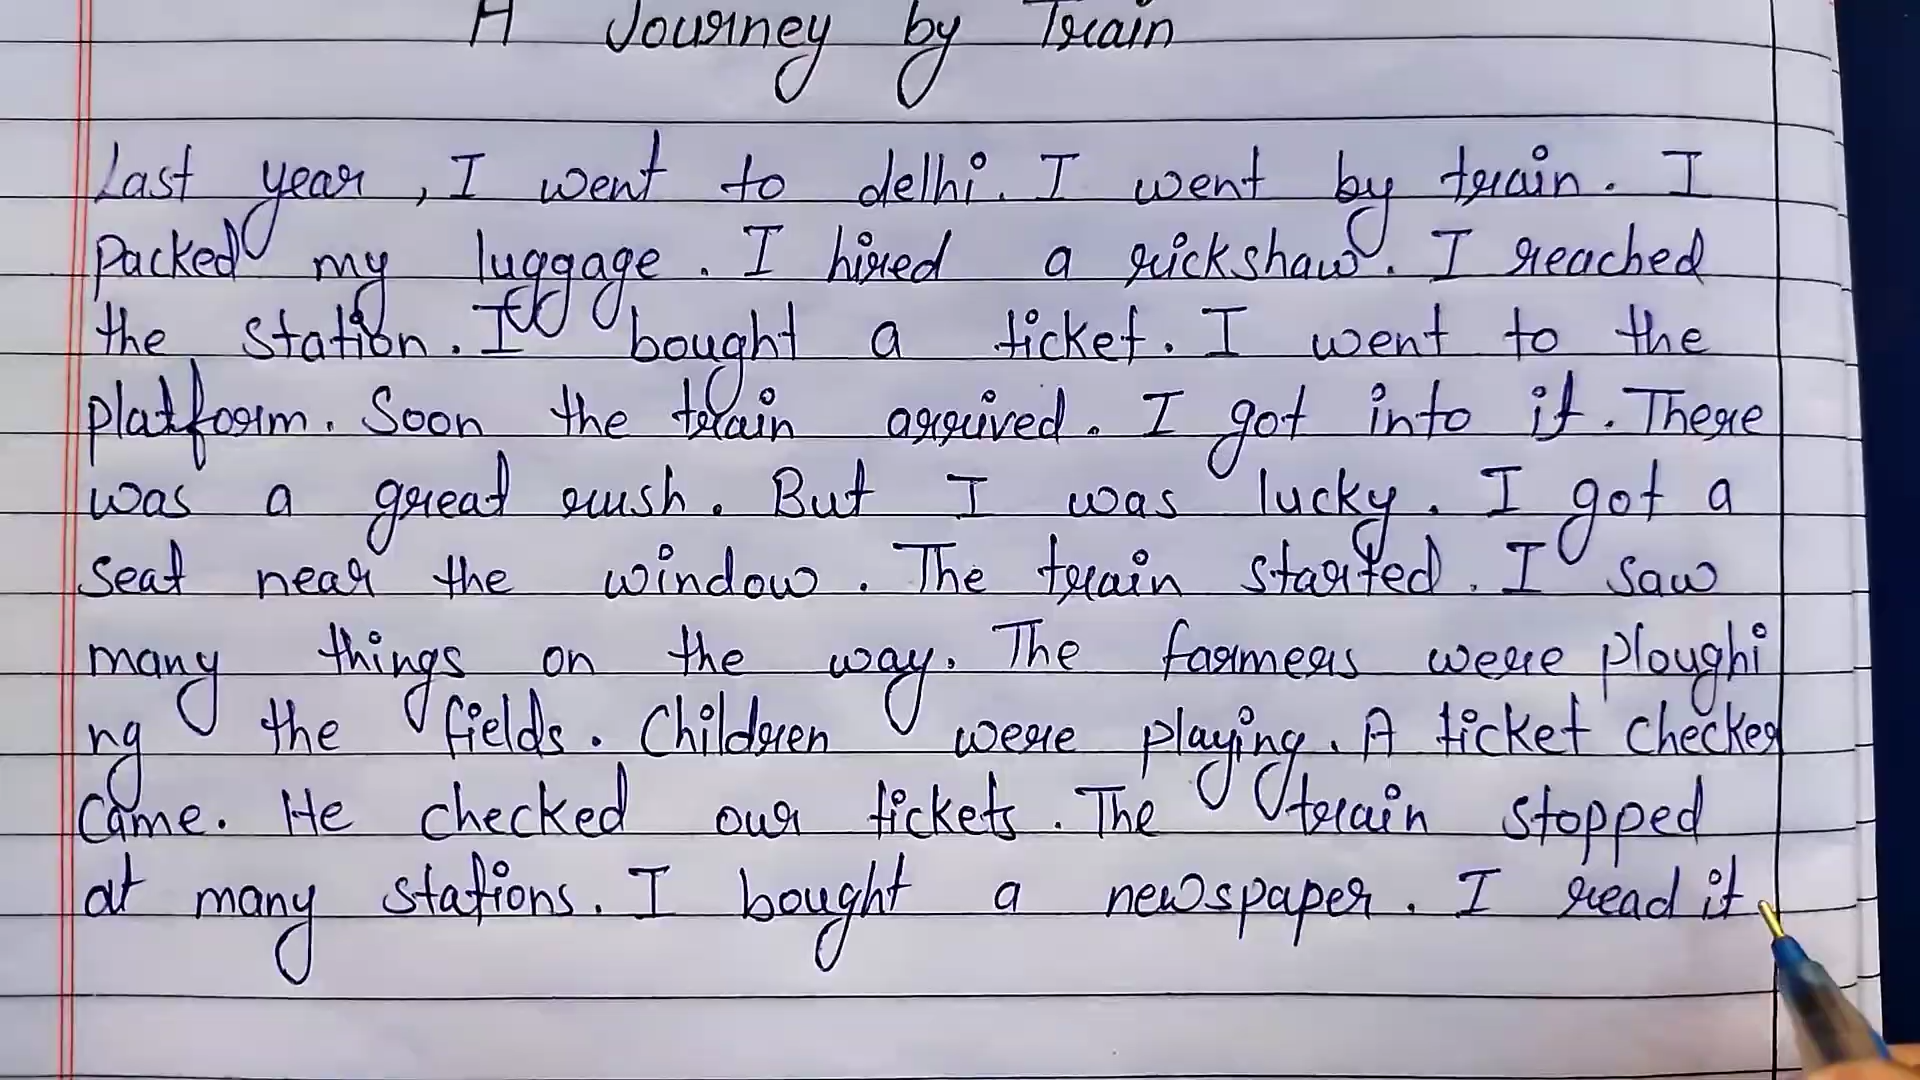 A Journey by Train
Last year, I went to delhi. I went by train. I
packed my luggage. I hired a rickshaw. I reached
the station. I bought a ticket. I went to the
platform. Soon the train arrived. I got into it. There
was a great rush. But I was lucky. I got a
seat near the window. The train started. I saw
many things on the way. The farmers were ploughi
ng the fields. Children were playing. A ticket checker
came. He checked our tickets. The train stopped
at many stations. I bought a newspaper. I read it